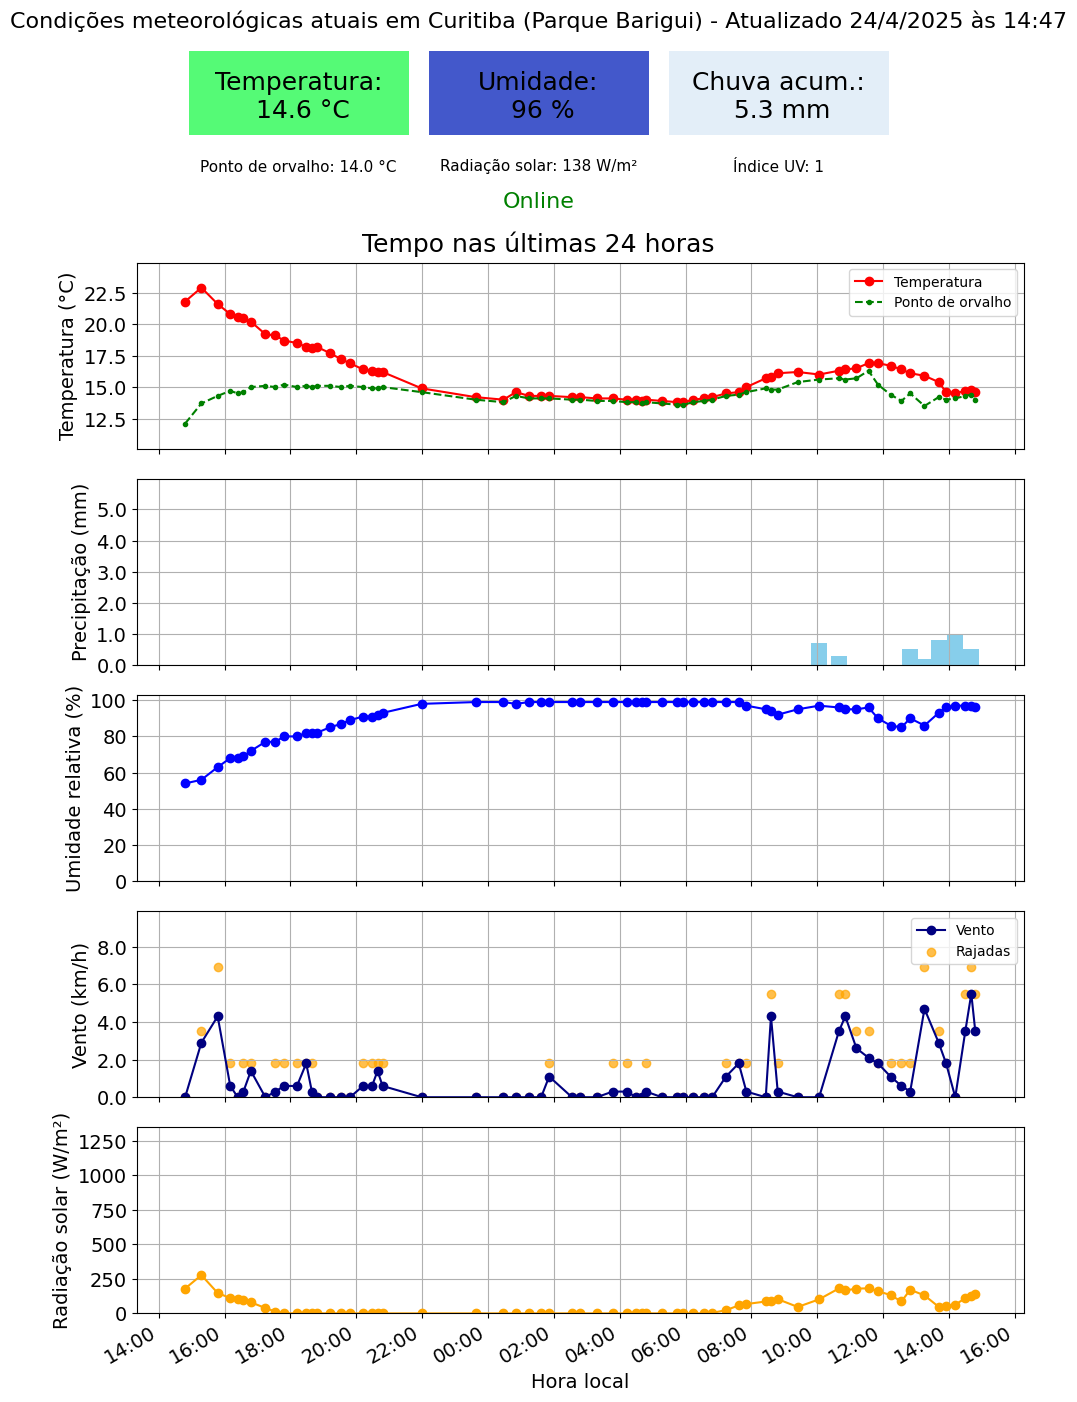 Condições meteorológicas atuais em Curitiba (Parque Barigui) - Atualizado 24/4/2025 às 14:47
Temperatura:
14.6 °C
Umidade:
96 %
Chuva acum.:
5.3 mm
Ponto de orvalho: 14.0 °C
Radiação solar: 138 W/m²
Índice UV: 1
Online
Tempo nas últimas 24 horas
Temperatura (°C)
22.5
20.0
17.5
15.0
12.5
Temperatura
Ponto de orvalho
Precipitação (mm)
5.0
4.0
3.0
2.0
1.0
0.0
Umidade relativa (%)
100
80
60
40
20
0
Vento (km/h)
8.0
6.0
4.0
2.0
0.0
Vento
Rajadas
Radiação solar (W/m²)
1250
1000
750
500
250
0
14:00
16:00
18:00
20:00
22:00
00:00
02:00
04:00
06:00
08:00
10:00
12:00
14:00
16:00
Hora local